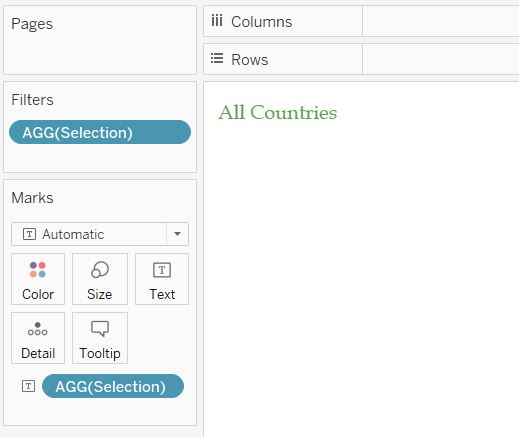 Pages
Columns
Rows
Filters
AGG(Selection)
All Countries
Marks
T Automatic
Color
Size
T
Text
Detail
Tooltip
T AGG(Selection)